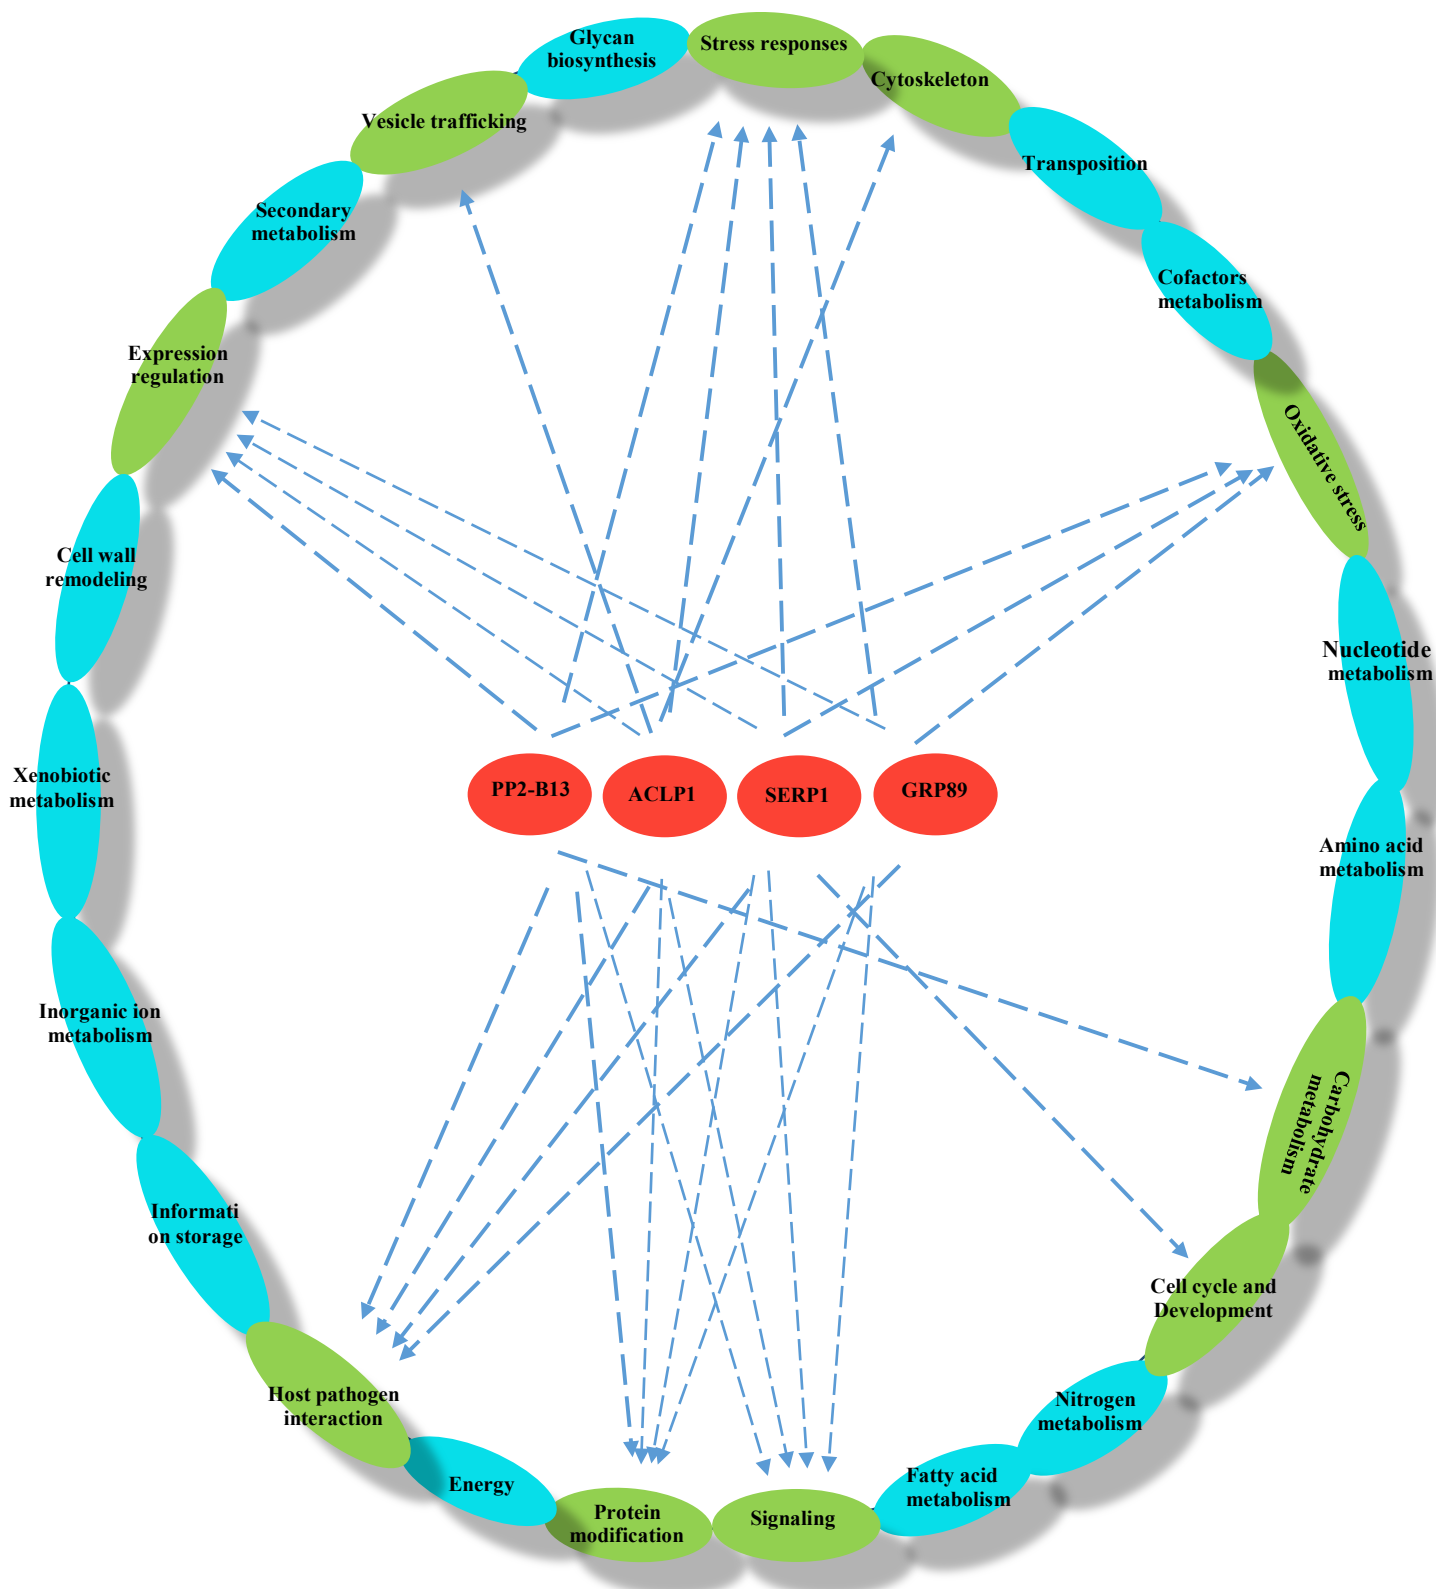 Glycan
biosynthesis
Stress responses
Cytoskeleton
Vesicle trafficking
Transposition
Secondary
metabolism
Cofactors
metabolism
Expression
regulation
Oxidative stress
Cell wall
remodeling
Nucleotide
metabolism
Xenobiotic
metabolism
PP2-B13
ACLP1
SERP1
GRP89
Amino acid
metabolism
Inorganic ion
metabolism
Carbohydrate
metabolism
Informati
on storage
Cell cycle and
Development
Host pathogen
interaction
Nitrogen
metabolism
Energy
Fatty acid
metabolism
Protein
modification
Signaling